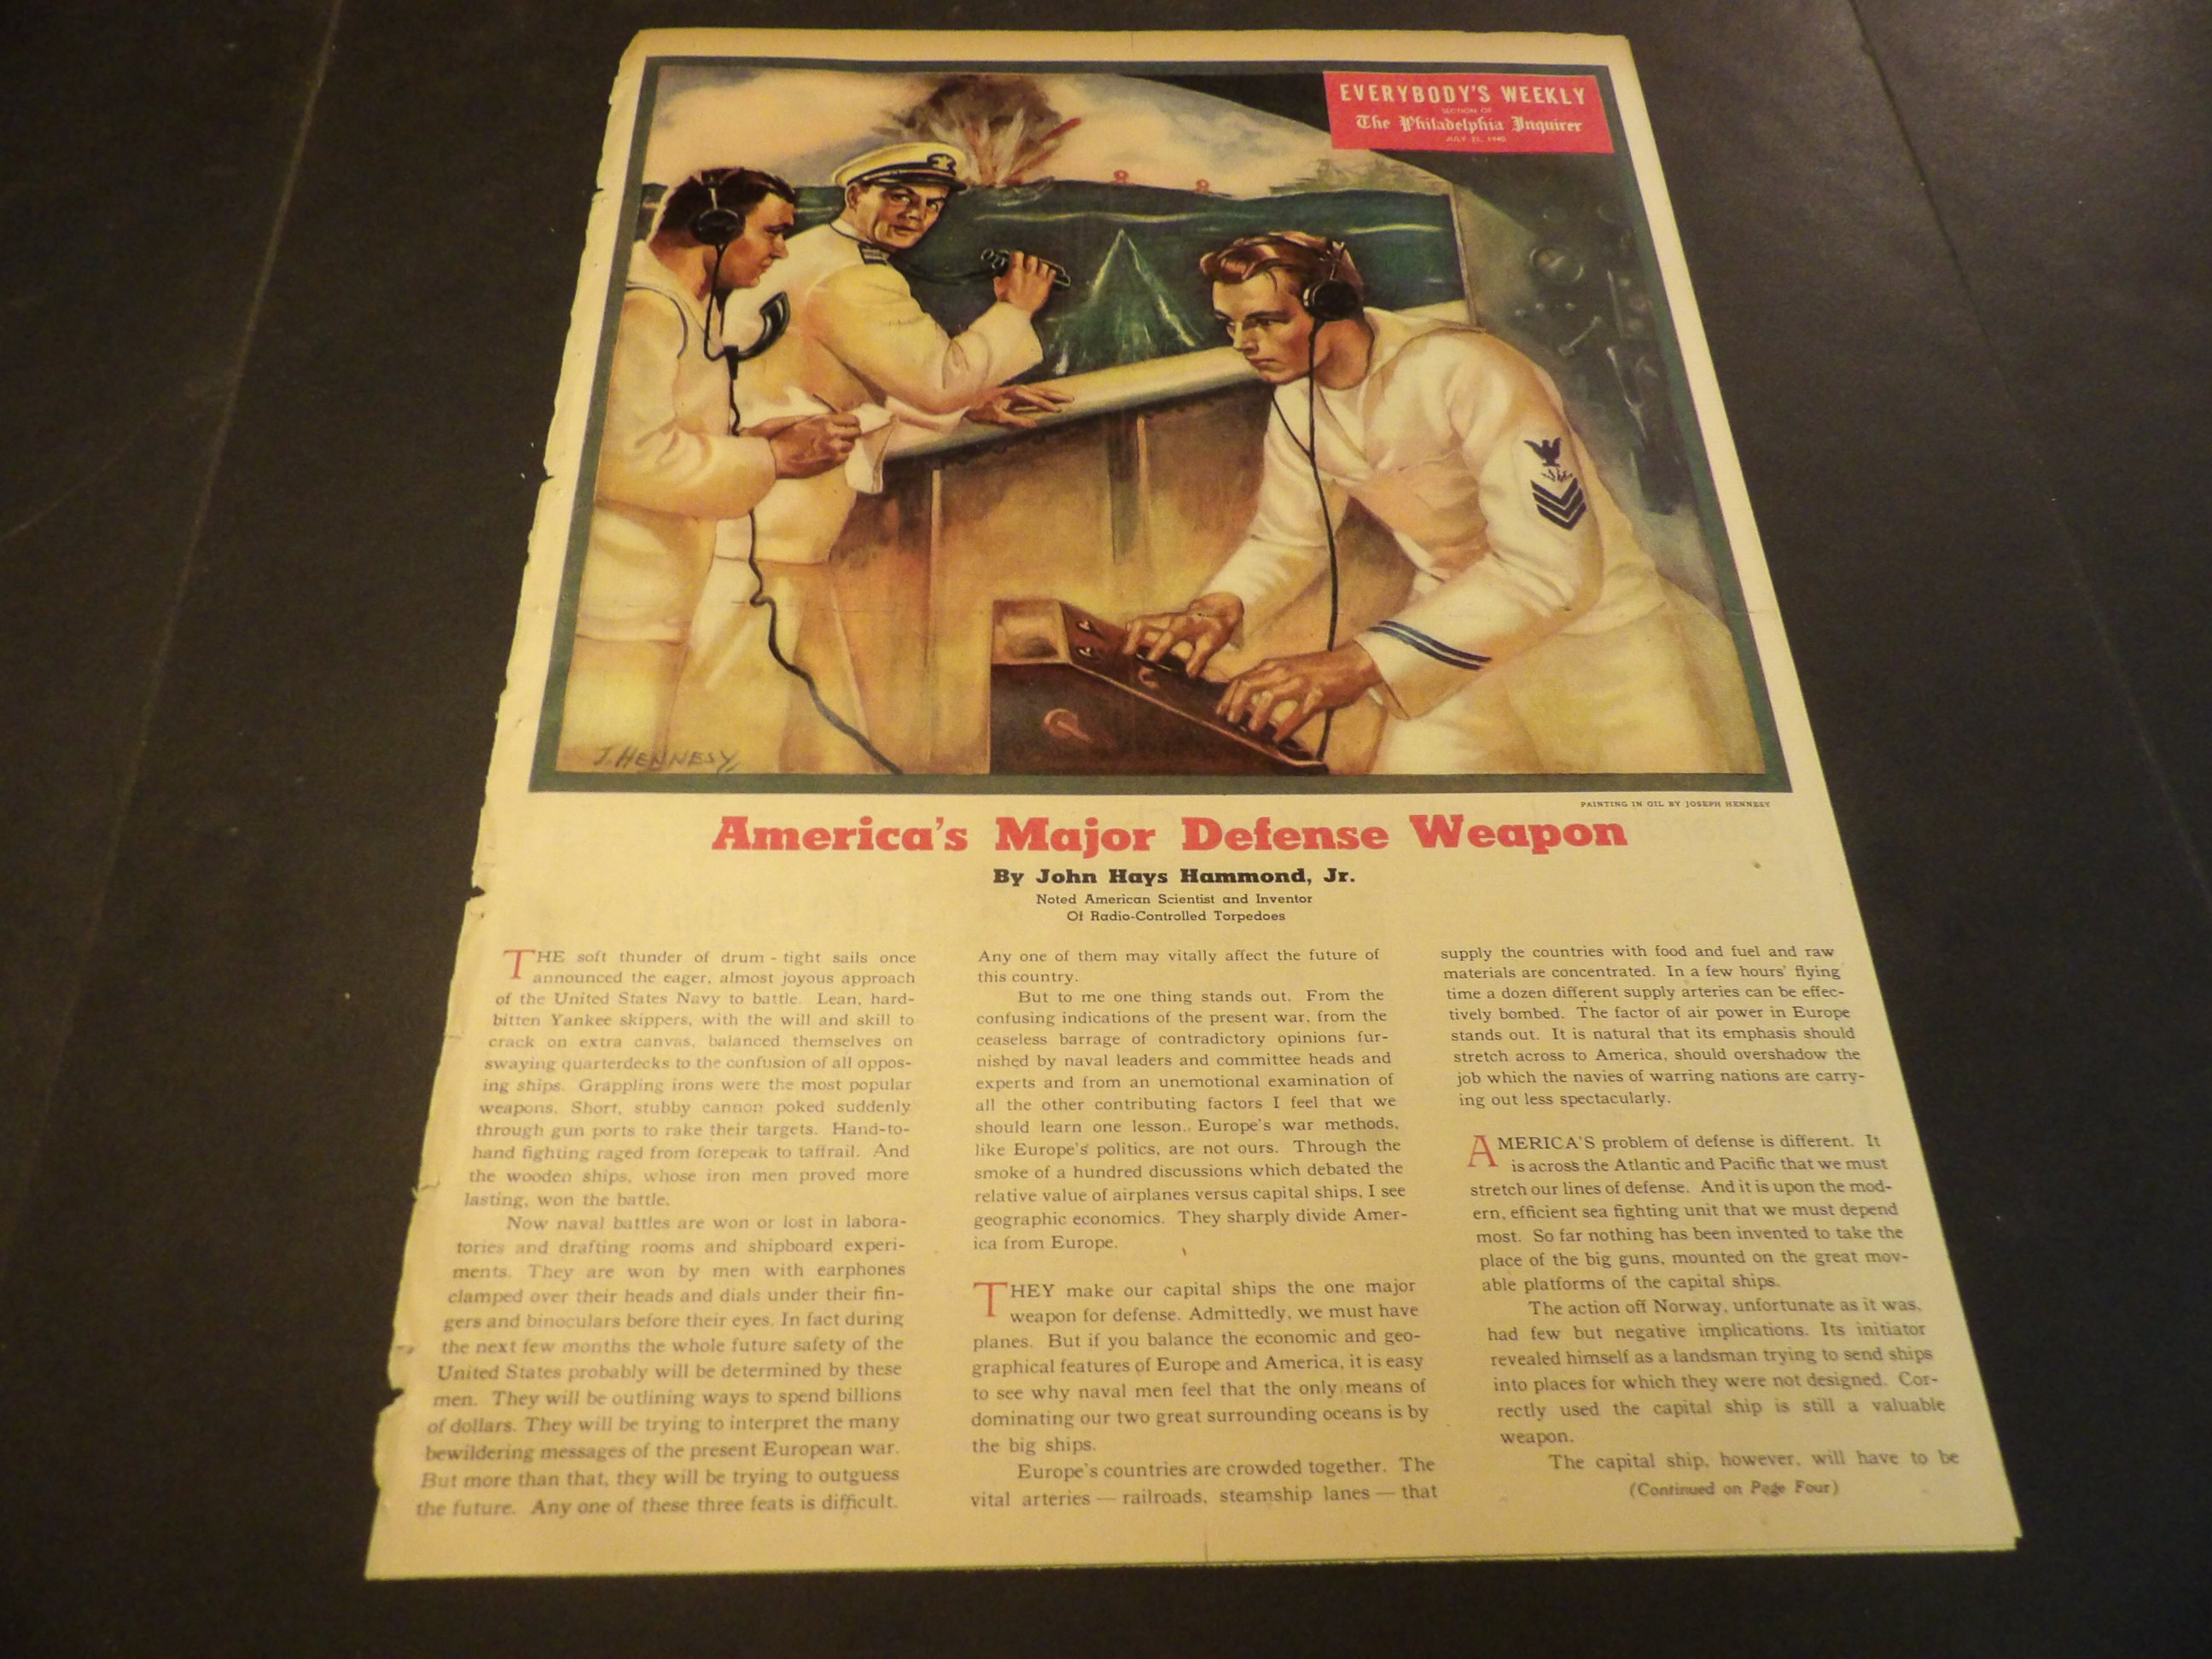 EVERYBODY'S WEEKLY
SECTION OF
The Philadelphia Inquirer
JULY 21, 1940
J. HENNESY
PAINTING IN OIL BY JOSEPH HENNESY
America's Major Defense Weapon
By John Hays Hammond, Jr.
Noted American Scientist and Inventor
Of Radio-Controlled Torpedoes
THE soft thunder of drum - tight sails once
announced the eager, almost joyous approach
of the United States Navy to battle. Lean, hard-
bitten Yankee skippers, with the will and skill to
crack on extra canvas, balanced themselves on
swaying quarterdecks to the confusion of all oppos-
ing ships. Grappling irons were the most popular
weapons. Short, stubby cannon poked suddenly
through gun ports to rake their targets. Hand-to-
hand fighting raged from forepeak to taffrail. And
the wooden ships, whose iron men proved more
lasting, won the battle.
Now naval battles are won or lost in labora-
tories and drafting rooms and shipboard experi-
ments. They are won by men with earphones
clamped over their heads and dials under their fin-
gers and binoculars before their eyes. In fact during
the next few months the whole future safety of the
United States probably will be determined by these
men. They will be outlining ways to spend billions
of dollars. They will be trying to interpret the many
bewildering messages of the present European war.
But more than that, they will be trying to outguess
the future. Any one of these three feats is difficult.
Any one of them may vitally affect the future of
this country.
But to me one thing stands out. From the
confusing indications of the present war, from the
ceaseless barrage of contradictory opinions fur-
nished by naval leaders and committee heads and
experts and from an unemotional examination of
all the other contributing factors I feel that we
should learn one lesson. Europe's war methods,
like Europe's politics, are not ours. Through the
smoke of a hundred discussions which debated the
relative value of airplanes versus capital ships, I see
geographic economics. They sharply divide Amer-
ica from Europe.
THEY make our capital ships the one major
weapon for defense. Admittedly, we must have
planes. But if you balance the economic and geo-
graphical features of Europe and America, it is easy
to see why naval men feel that the only means of
dominating our two great surrounding oceans is by
the big ships.
Europe's countries are crowded together. The
vital arteries — railroads, steamship lanes — that
supply the countries with food and fuel and raw
materials are concentrated. In a few hours' flying
time a dozen different supply arteries can be effec-
tively bombed. The factor of air power in Europe
stands out. It is natural that its emphasis should
stretch across to America, should overshadow the
job which the navies of warring nations are carry-
ing out less spectacularly.
AMERICA'S problem of defense is different. It
is across the Atlantic and Pacific that we must
stretch our lines of defense. And it is upon the mod-
ern, efficient sea fighting unit that we must depend
most. So far nothing has been invented to take the
place of the big guns, mounted on the great mov-
able platforms of the capital ships.
The action off Norway, unfortunate as it was,
had few but negative implications. Its initiator
revealed himself as a landsman trying to send ships
into places for which they were not designed. Cor-
rectly used the capital ship is still a valuable
weapon.
The capital ship, however, will have to be
(Continued on Page Four)